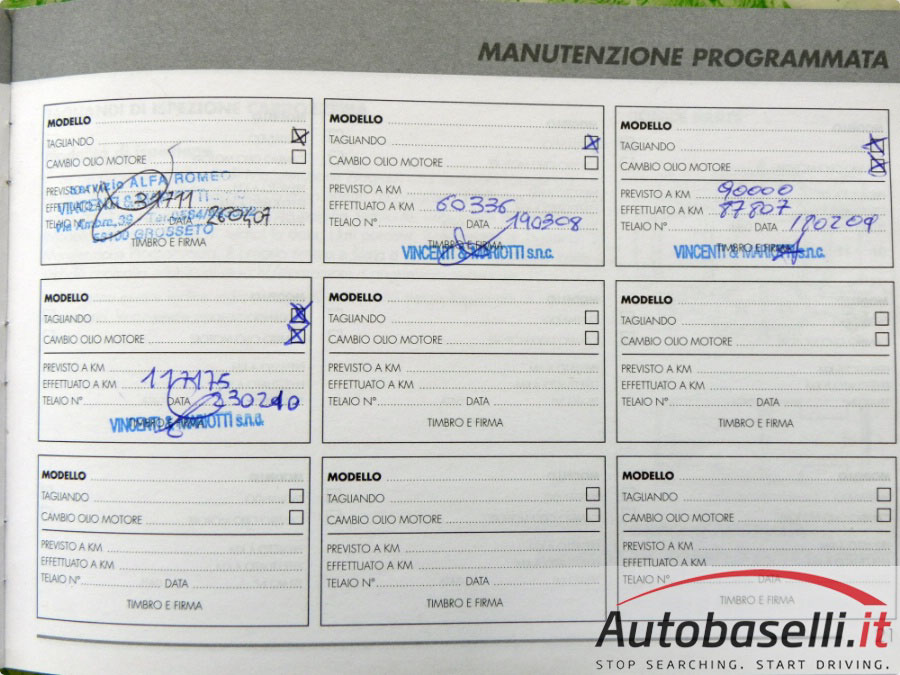 MANUTENZIONE PROGRAMMATA
MODELLO
TAGLIANDO
CAMBIO OLIO MOTORE
PREVISTO A KM
EFFETTUATO A KM 31711
TELAIO N° DATA 260407
TIMBRO E FIRMA
Servizio ALFA ROMEO
VINCENTI &
Via
58100 GROSSETO
MODELLO
TAGLIANDO
CAMBIO OLIO MOTORE
PREVISTO A KM
EFFETTUATO A KM 60336
TELAIO N° DATA 190308
TIMBRO E FIRMA
VINCENTI & MARIOTTI s.n.c.
MODELLO
TAGLIANDO
CAMBIO OLIO MOTORE
PREVISTO A KM 90000
EFFETTUATO A KM 87807
TELAIO N° DATA 120209
TIMBRO E FIRMA
VINCENTI & MARIOTTI s.n.c.
MODELLO
TAGLIANDO
CAMBIO OLIO MOTORE
PREVISTO A KM
EFFETTUATO A KM 117175
TELAIO N° DATA 230210
TIMBRO E FIRMA
VINCENTI & MARIOTTI s.n.c.
MODELLO
TAGLIANDO
CAMBIO OLIO MOTORE
PREVISTO A KM
EFFETTUATO A KM
TELAIO N° DATA
TIMBRO E FIRMA
MODELLO
TAGLIANDO
CAMBIO OLIO MOTORE
PREVISTO A KM
EFFETTUATO A KM
TELAIO N° DATA
TIMBRO E FIRMA
MODELLO
TAGLIANDO
CAMBIO OLIO MOTORE
PREVISTO A KM
EFFETTUATO A KM
TELAIO N° DATA
TIMBRO E FIRMA
MODELLO
TAGLIANDO
CAMBIO OLIO MOTORE
PREVISTO A KM
EFFETTUATO A KM
TELAIO N° DATA
TIMBRO E FIRMA
MODELLO
TAGLIANDO
CAMBIO OLIO MOTORE
PREVISTO A KM
EFFETTUATO A KM
TELAIO N° DATA
TIMBRO E FIRMA
Autobaselli.it
STOP SEARCHING. START DRIVING.